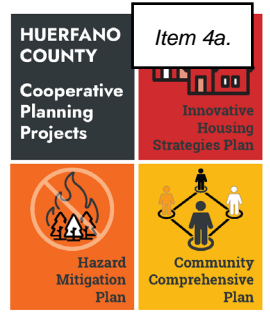 HUERFANO
COUNTY
Cooperative
Planning
Projects
Item 4a.
Innovative
Housing
Strategies Plan
Hazard
Mitigation
Plan
Community
Comprehensive
Plan